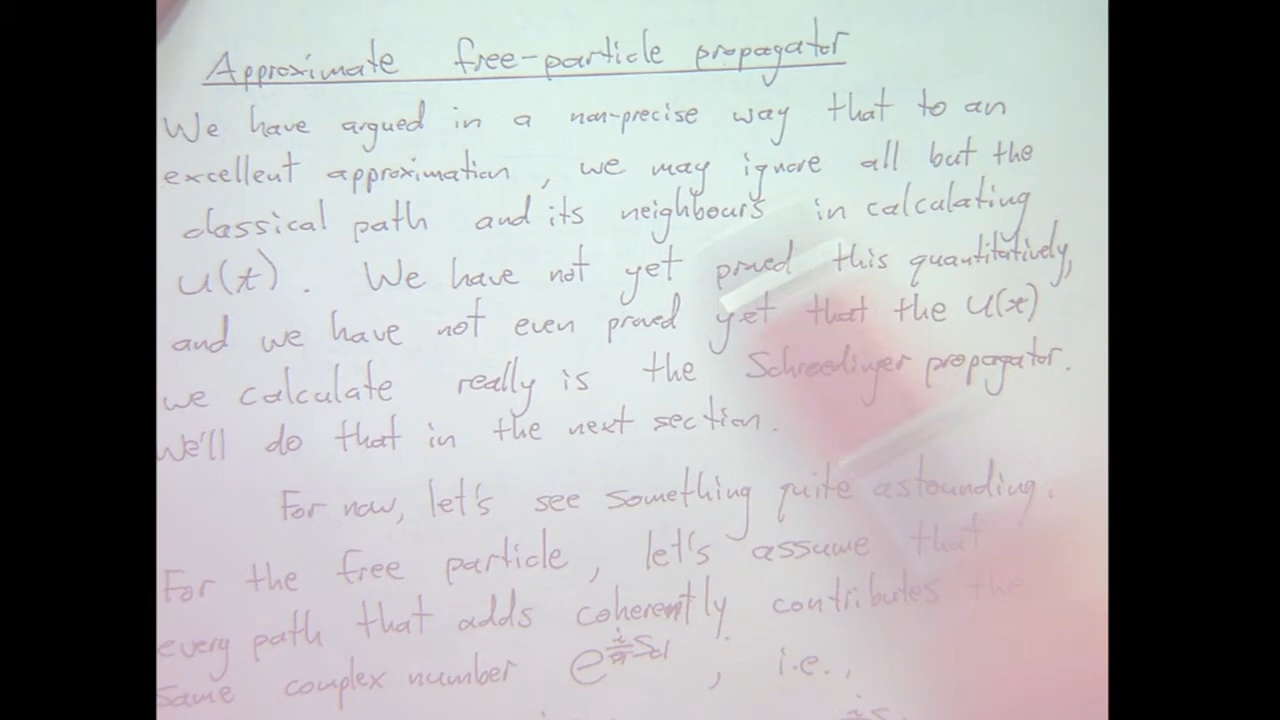 Approximate free-particle propagator
We have argued in a non-precise way that to an
excellent approximation, we may ignore all but the
classical path and its neighbours in calculating
U(t). We have not yet proved this quantitatively,
and we have not even proved yet that the U(t)
we calculate really is the Schroedinger propagator.
We'll do that in the next section.
For now, let's see something quite astounding.
For the free particle, let's assume that
every path that adds coherently contributes the
same complex number e^{\frac{i}{\hbar}S_{cl}}, i.e.,